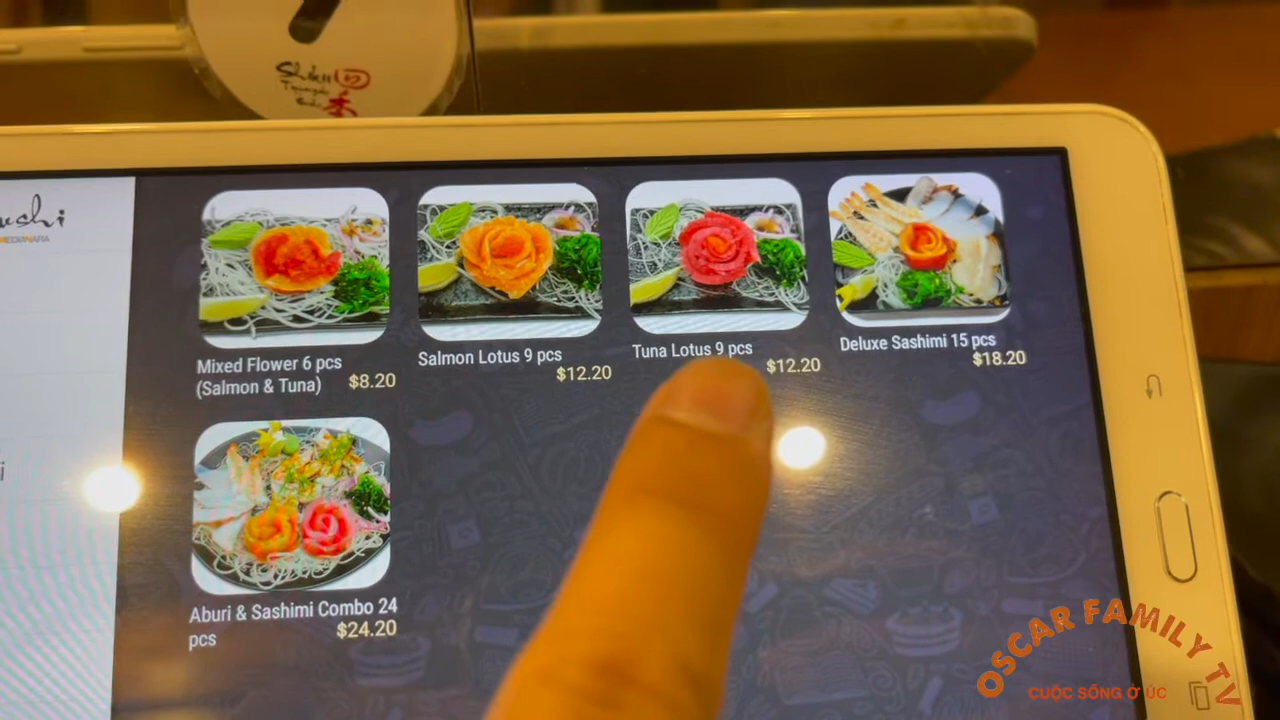 MEDIANARA
Mixed Flower 6 pcs
(Salmon & Tuna)
$8.20
Salmon Lotus 9 pcs
$12.20
Tuna Lotus 9 pcs
$12.20
Deluxe Sashimi 15 pcs
$18.20
Aburi & Sashimi Combo 24
pcs
$24.20
OSCAR FAMILY TV
CUỘC SỐNG Ở ÚC